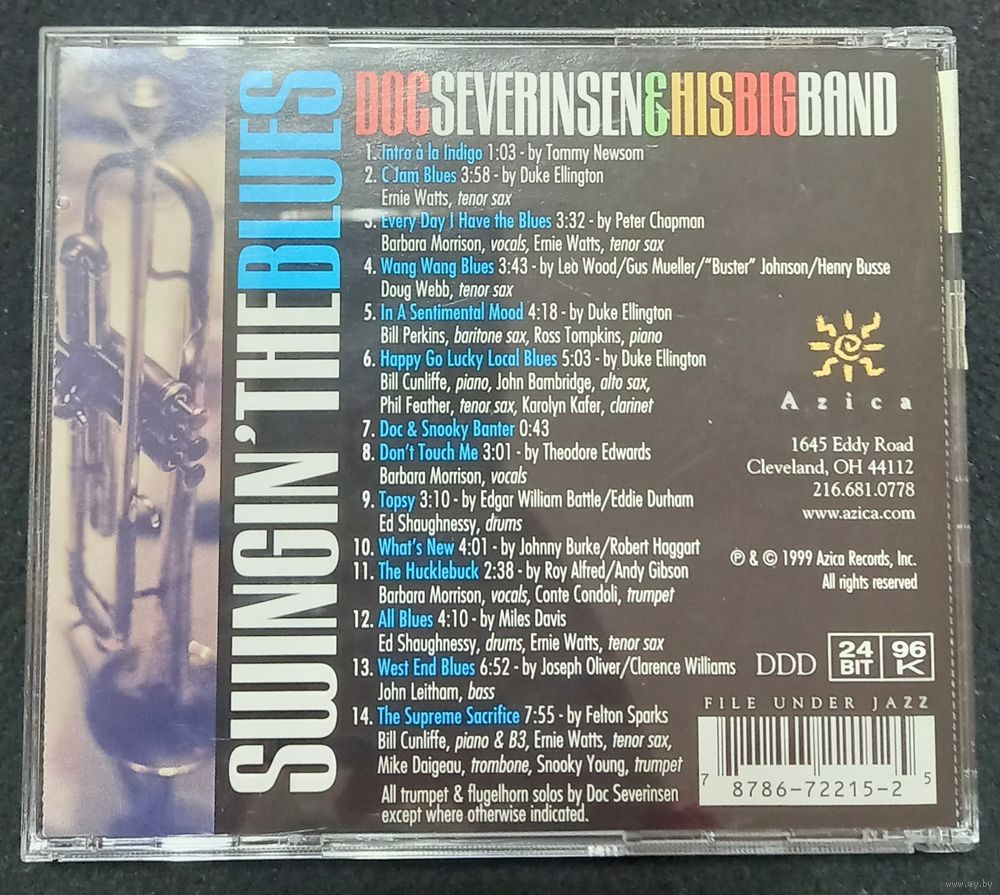 SWINGIN' THE BLUES
DOC SEVERINSEN & HIS BIG BAND
1. Intro à la Indigo 1:03 - by Tommy Newsom
2. C Jam Blues 3:58 - by Duke Ellington
Ernie Watts, tenor sax
3. Every Day I Have the Blues 3:32 - by Peter Chapman
Barbara Morrison, vocals, Ernie Watts, tenor sax
4. Wang Wang Blues 3:43 - by Leo Wood/Gus Mueller/"Buster" Johnson/Henry Busse
Doug Webb, tenor sax
5. In A Sentimental Mood 4:18 - by Duke Ellington
Bill Perkins, baritone sax, Ross Tompkins, piano
6. Happy Go Lucky Local Blues 5:03 - by Duke Ellington
Bill Cunliffe, piano, John Bambridge, alto sax,
Phil Feather, tenor sax, Karolyn Kafer, clarinet
7. Doc & Snooky Banter 0:43
8. Don't Touch Me 3:01 - by Theodore Edwards
Barbara Morrison, vocals
9. Topsy 3:10 - by Edgar William Battle/Eddie Durham
Ed Shaughnessy, drums
10. What's New 4:01 - by Johnny Burke/Robert Haggart
11. The Hucklebuck 2:38 - by Roy Alfred/Andy Gibson
Barbara Morrison, vocals, Conte Condoli, trumpet
12. All Blues 4:10 - by Miles Davis
Ed Shaughnessy, drums, Ernie Watts, tenor sax
13. West End Blues 6:52 - by Joseph Oliver/Clarence Williams
John Leitham, bass
14. The Supreme Sacrifice 7:55 - by Felton Sparks
Bill Cunliffe, piano & B3, Ernie Watts, tenor sax,
Mike Daigeau, trombone, Snooky Young, trumpet
All trumpet & flugelhorn solos by Doc Severinsen
except where otherwise indicated.
Azica
1645 Eddy Road
Cleveland, OH 44112
216.681.0778
www.azica.com
℗ & © 1999 Azica Records, Inc.
All rights reserved
DDD 24 BIT 96 K
FILE UNDER JAZZ
7 8786-72215-2 5
www.ay.by